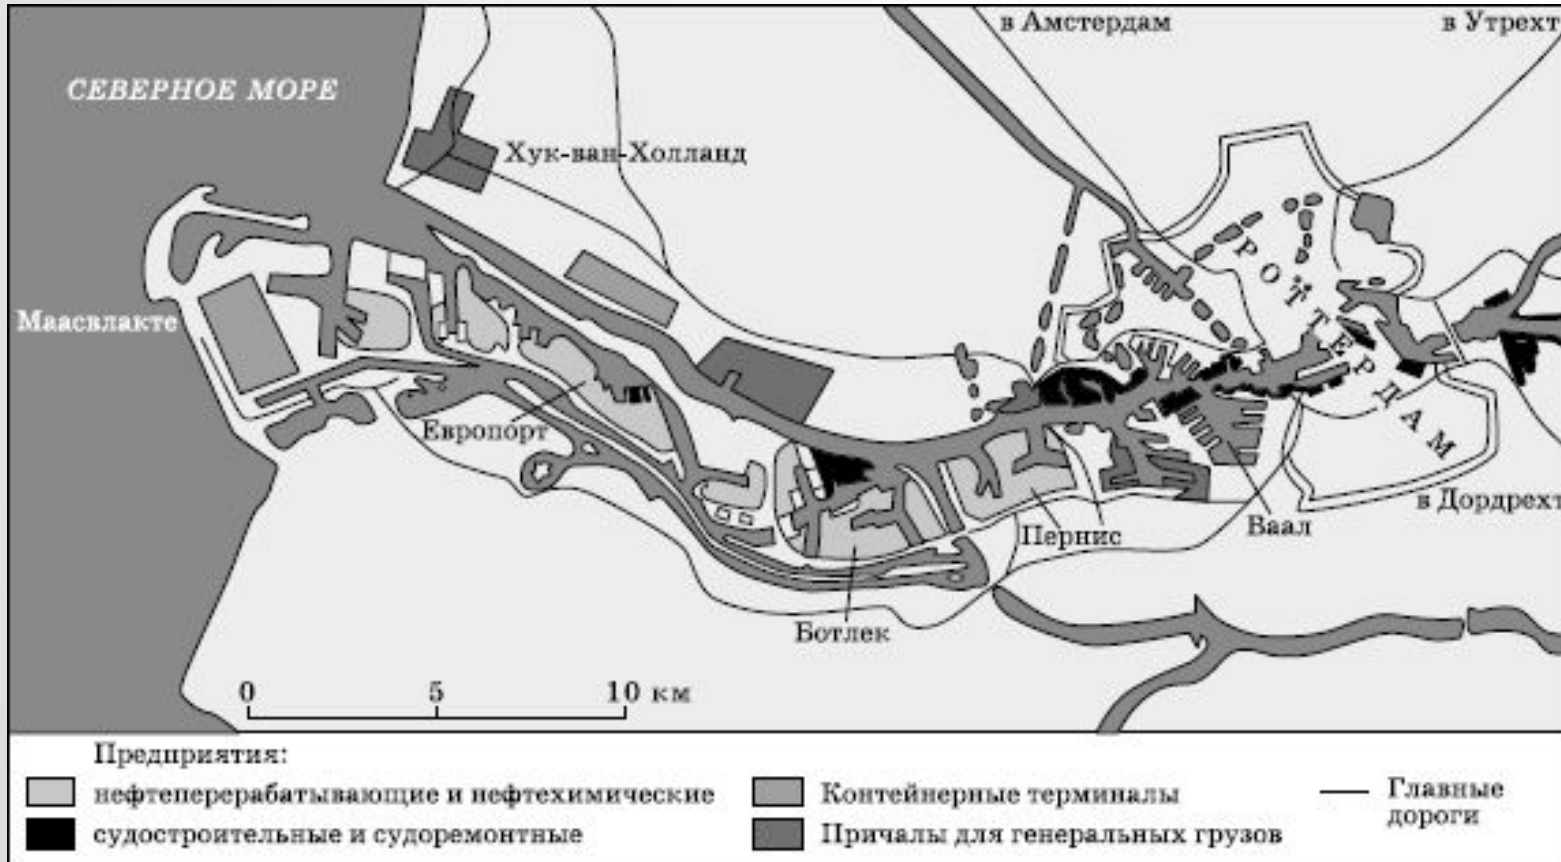 в Амстердам
в Утрехт
СЕВЕРНОЕ МОРЕ
Хук-ван-Холланд
РОТТЕРДАМ
Маасвлакте
Европорт
в Дордрехт
Ваал
Пернис
Ботлек
0 5 10 км
Предприятия:
нефтеперерабатывающие и нефтехимические
судостроительные и судоремонтные
Контейнерные терминалы
Причалы для генеральных грузов
Главные
дороги